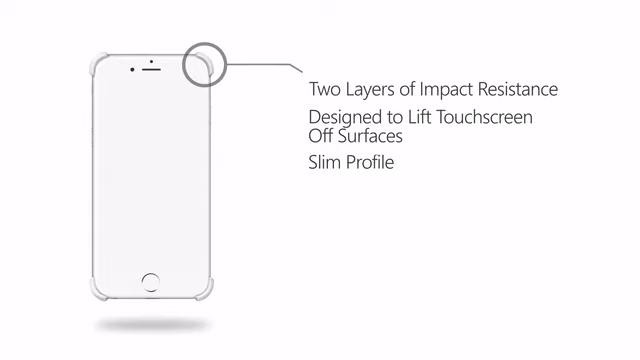 Two Layers of Impact Resistance
Designed to Lift Touchscreen
Off Surfaces
Slim Profile